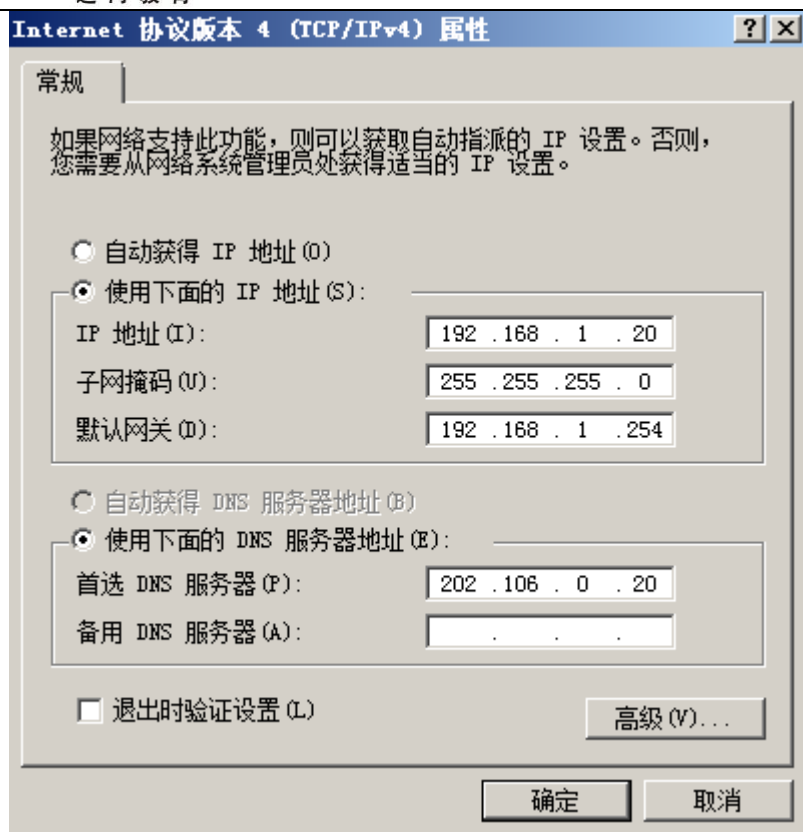 Internet 协议版本 4 (TCP/IPv4) 属性
常规
如果网络支持此功能，则可以获取自动指派的 IP 设置。否则，
您需要从网络系统管理员处获得适当的 IP 设置。
自动获得 IP 地址(O)
使用下面的 IP 地址(S):
IP 地址(I): 192 .168 . 1 . 20
子网掩码(U): 255 .255 .255 . 0
默认网关(D): 192 .168 . 1 .254
自动获得 DNS 服务器地址(B)
使用下面的 DNS 服务器地址(E):
首选 DNS 服务器(P): 202 .106 . 0 . 20
备用 DNS 服务器(A): . . .
退出时验证设置(L)
高级(V)...
确定 取消